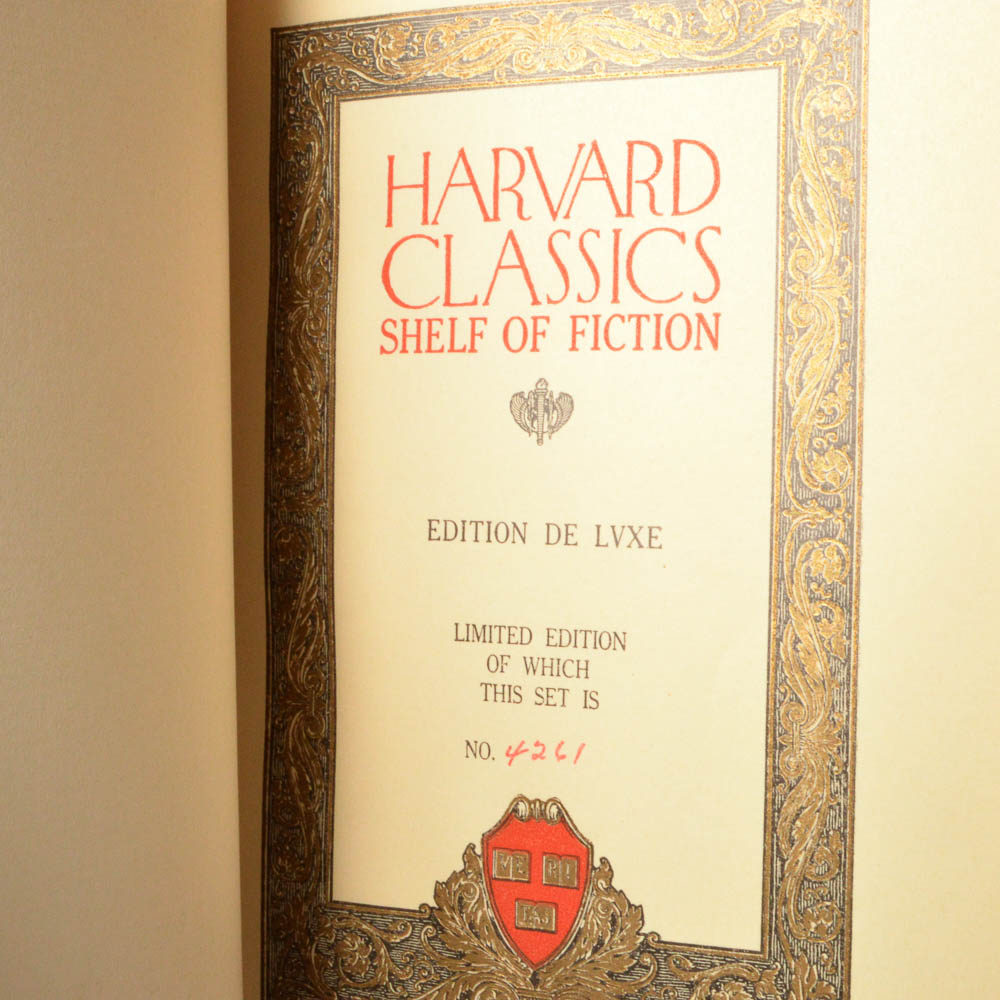 HARVARD
CLASSICS
SHELF OF FICTION
EDITION DE LVXE
LIMITED EDITION
OF WHICH
THIS SET IS
NO. 4261
VE RI
TAS